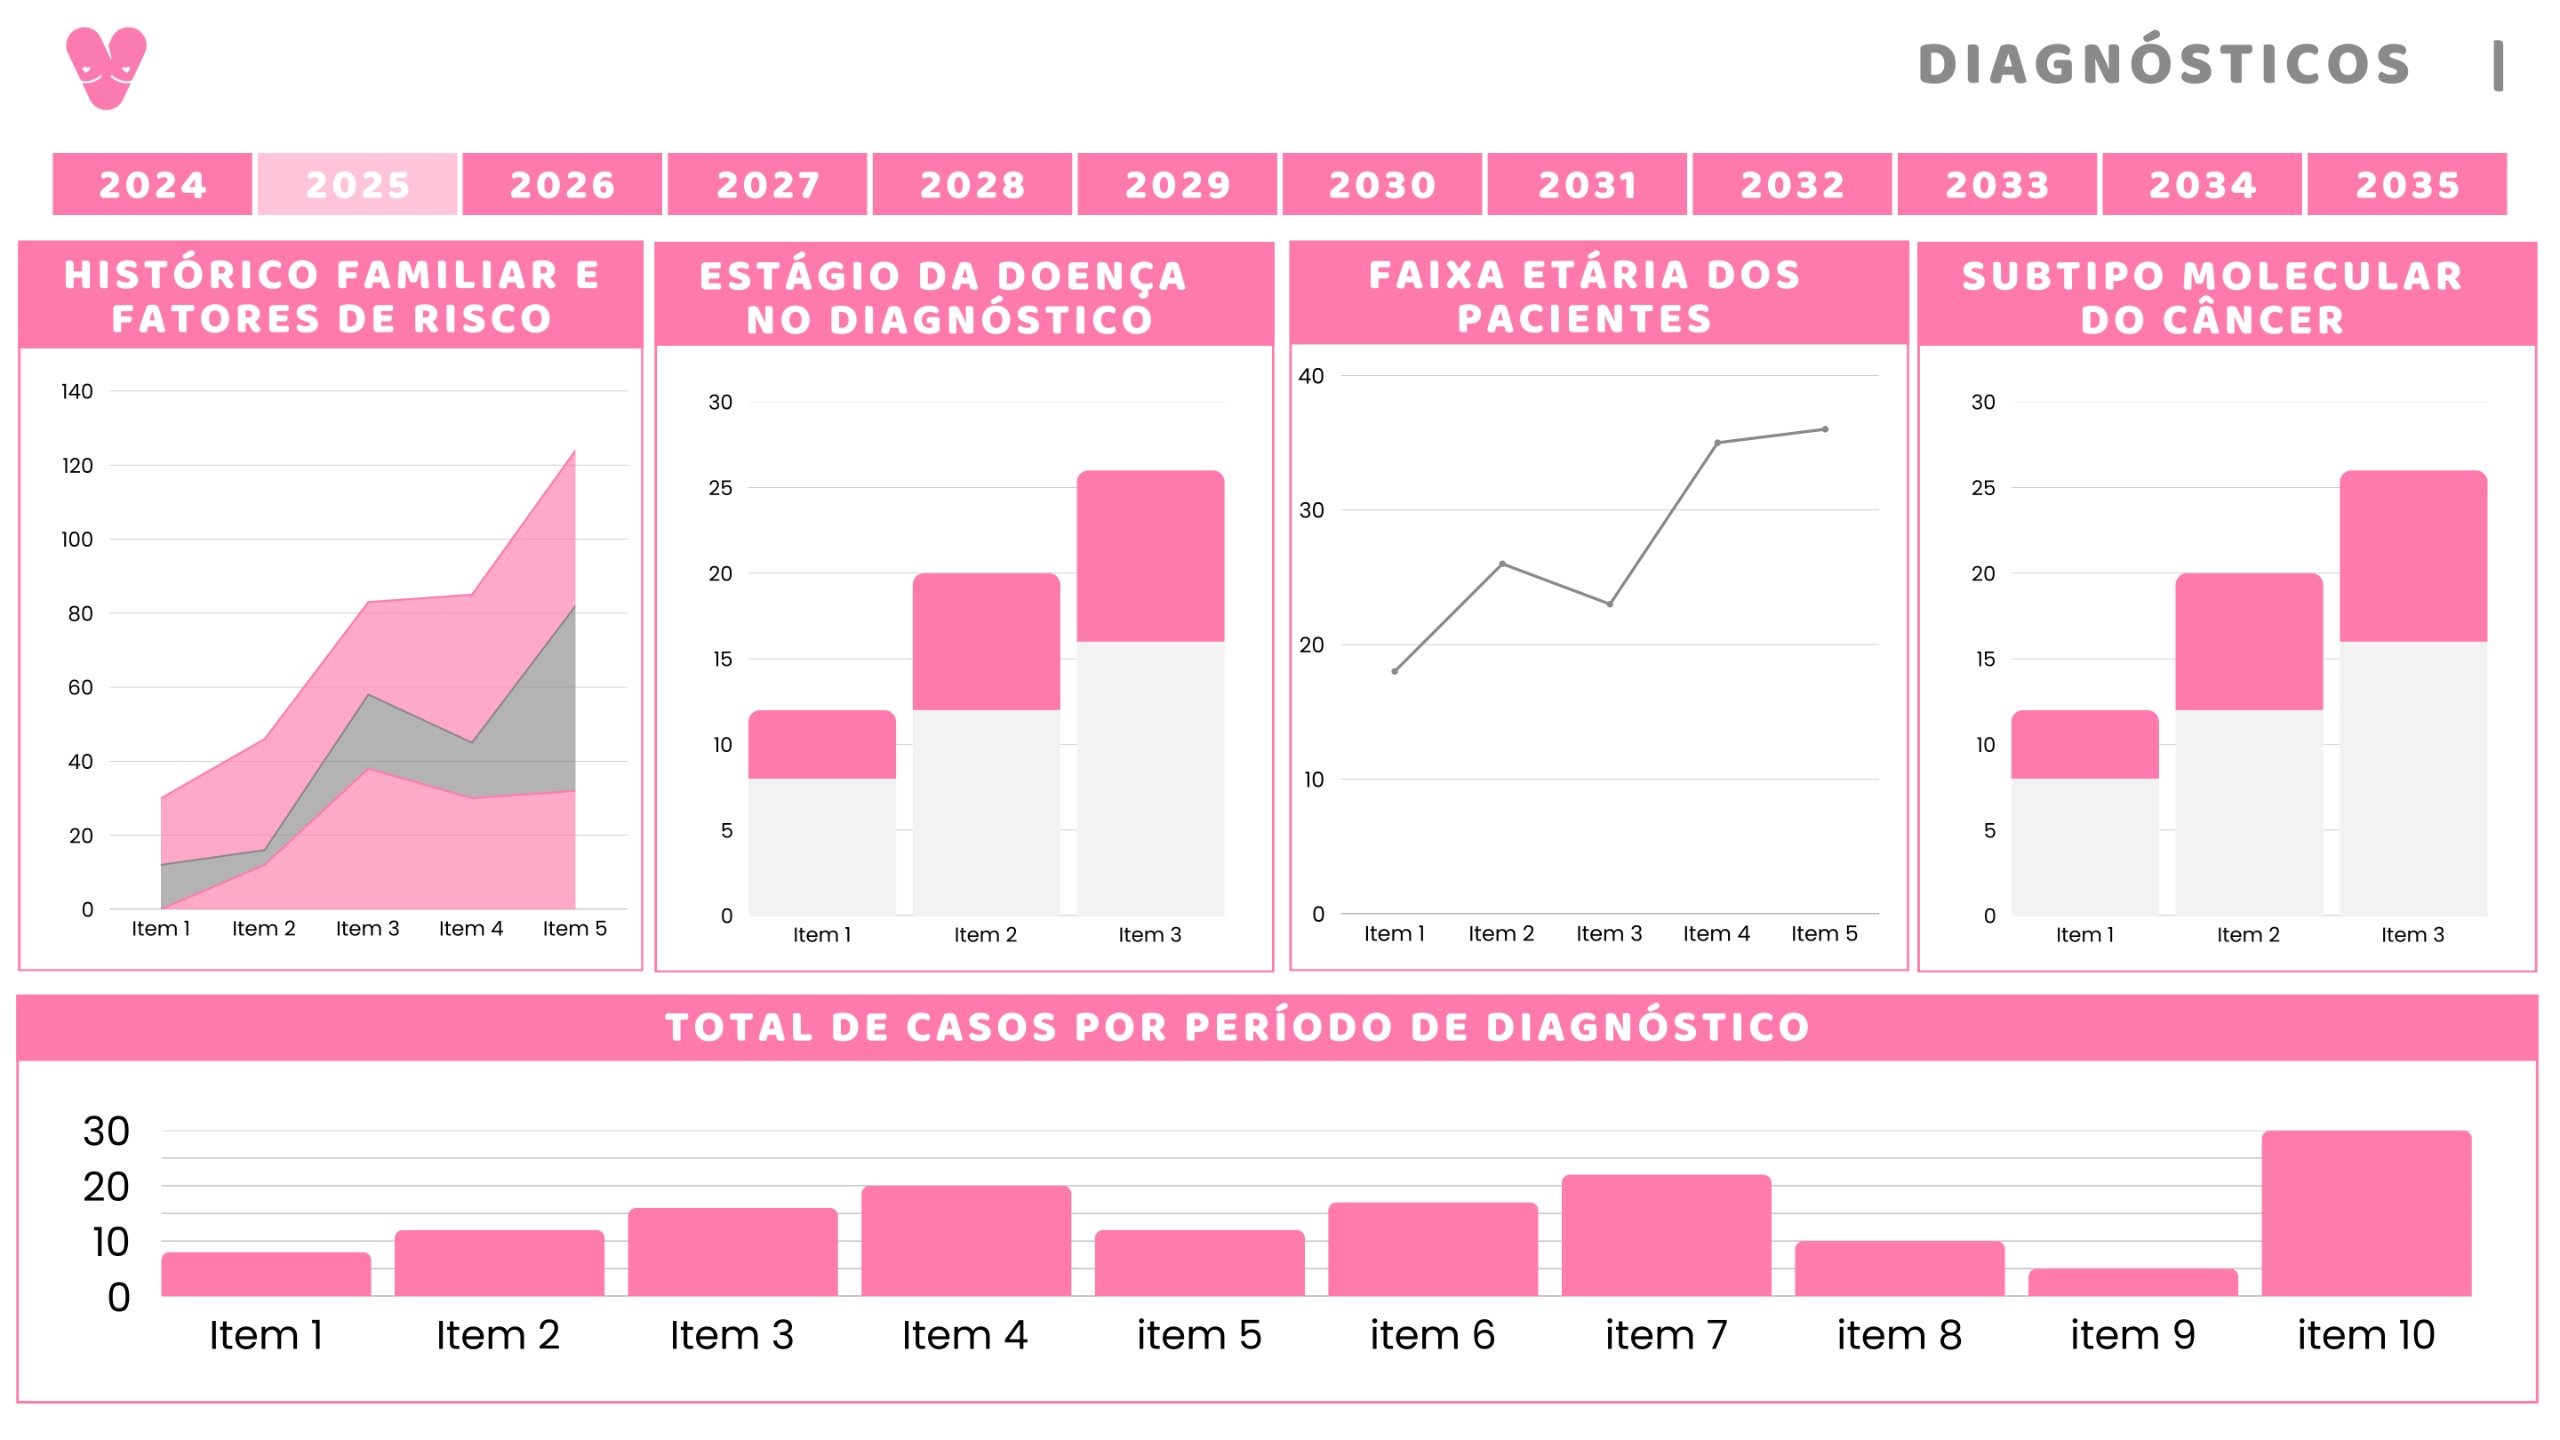 DIAGNÓSTICOS |
2024 2025 2026 2027 2028 2029 2030 2031 2032 2033 2034 2035
HISTÓRICO FAMILIAR E
FATORES DE RISCO
140
120
100
80
60
40
20
0
Item 1 Item 2 Item 3 Item 4 Item 5
ESTÁGIO DA DOENÇA
NO DIAGNÓSTICO
30
25
20
15
10
5
0
Item 1 Item 2 Item 3
FAIXA ETÁRIA DOS
PACIENTES
40
30
20
10
0
Item 1 Item 2 Item 3 Item 4 Item 5
SUBTIPO MOLECULAR
DO CÂNCER
30
25
20
15
10
5
0
Item 1 Item 2 Item 3
TOTAL DE CASOS POR PERÍODO DE DIAGNÓSTICO
30
20
10
0
Item 1 Item 2 Item 3 Item 4 item 5 item 6 item 7 item 8 item 9 item 10